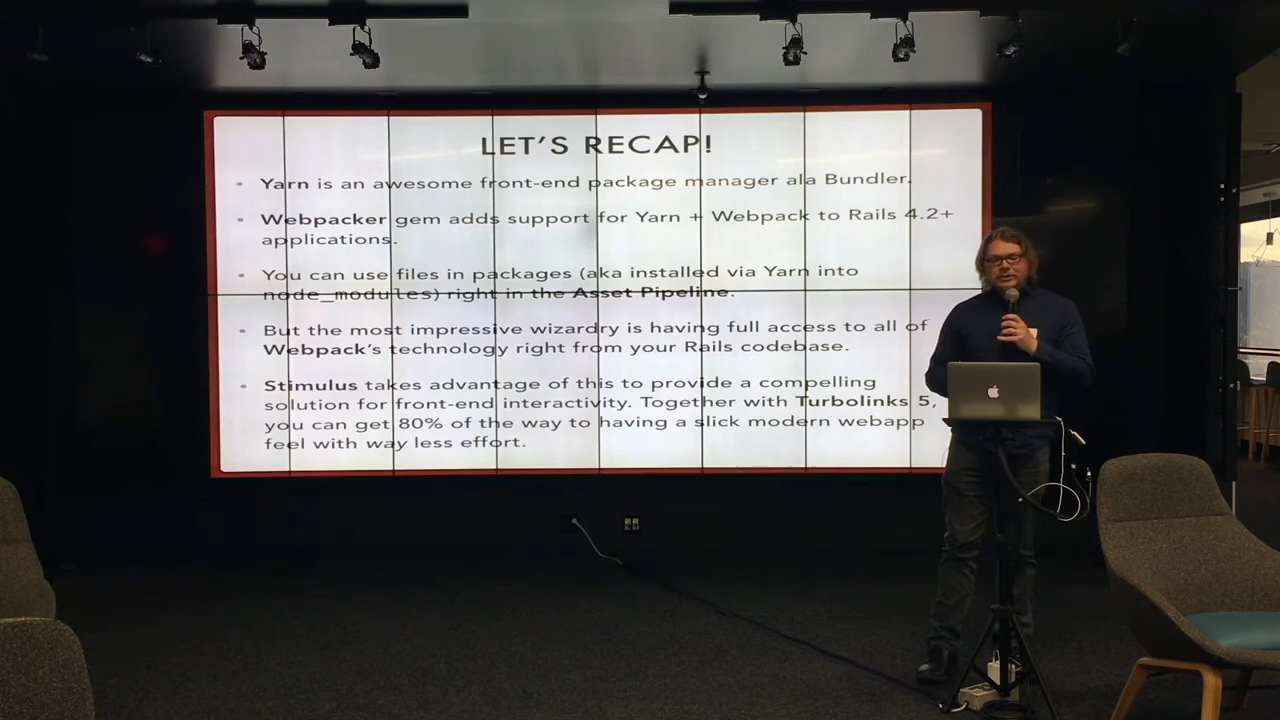 LET'S RECAP!
• Yarn is an awesome front-end package manager ala Bundler.
• Webpacker gem adds support for Yarn + Webpack to Rails 4.2+
applications.
• You can use files in packages (aka installed via Yarn into
node_modules) right in the Asset Pipeline.
• But the most impressive wizardry is having full access to all of
Webpack's technology right from your Rails codebase.
• Stimulus takes advantage of this to provide a compelling
solution for front-end interactivity. Together with Turbolinks 5,
you can get 80% of the way to having a slick modern webapp
feel with way less effort.